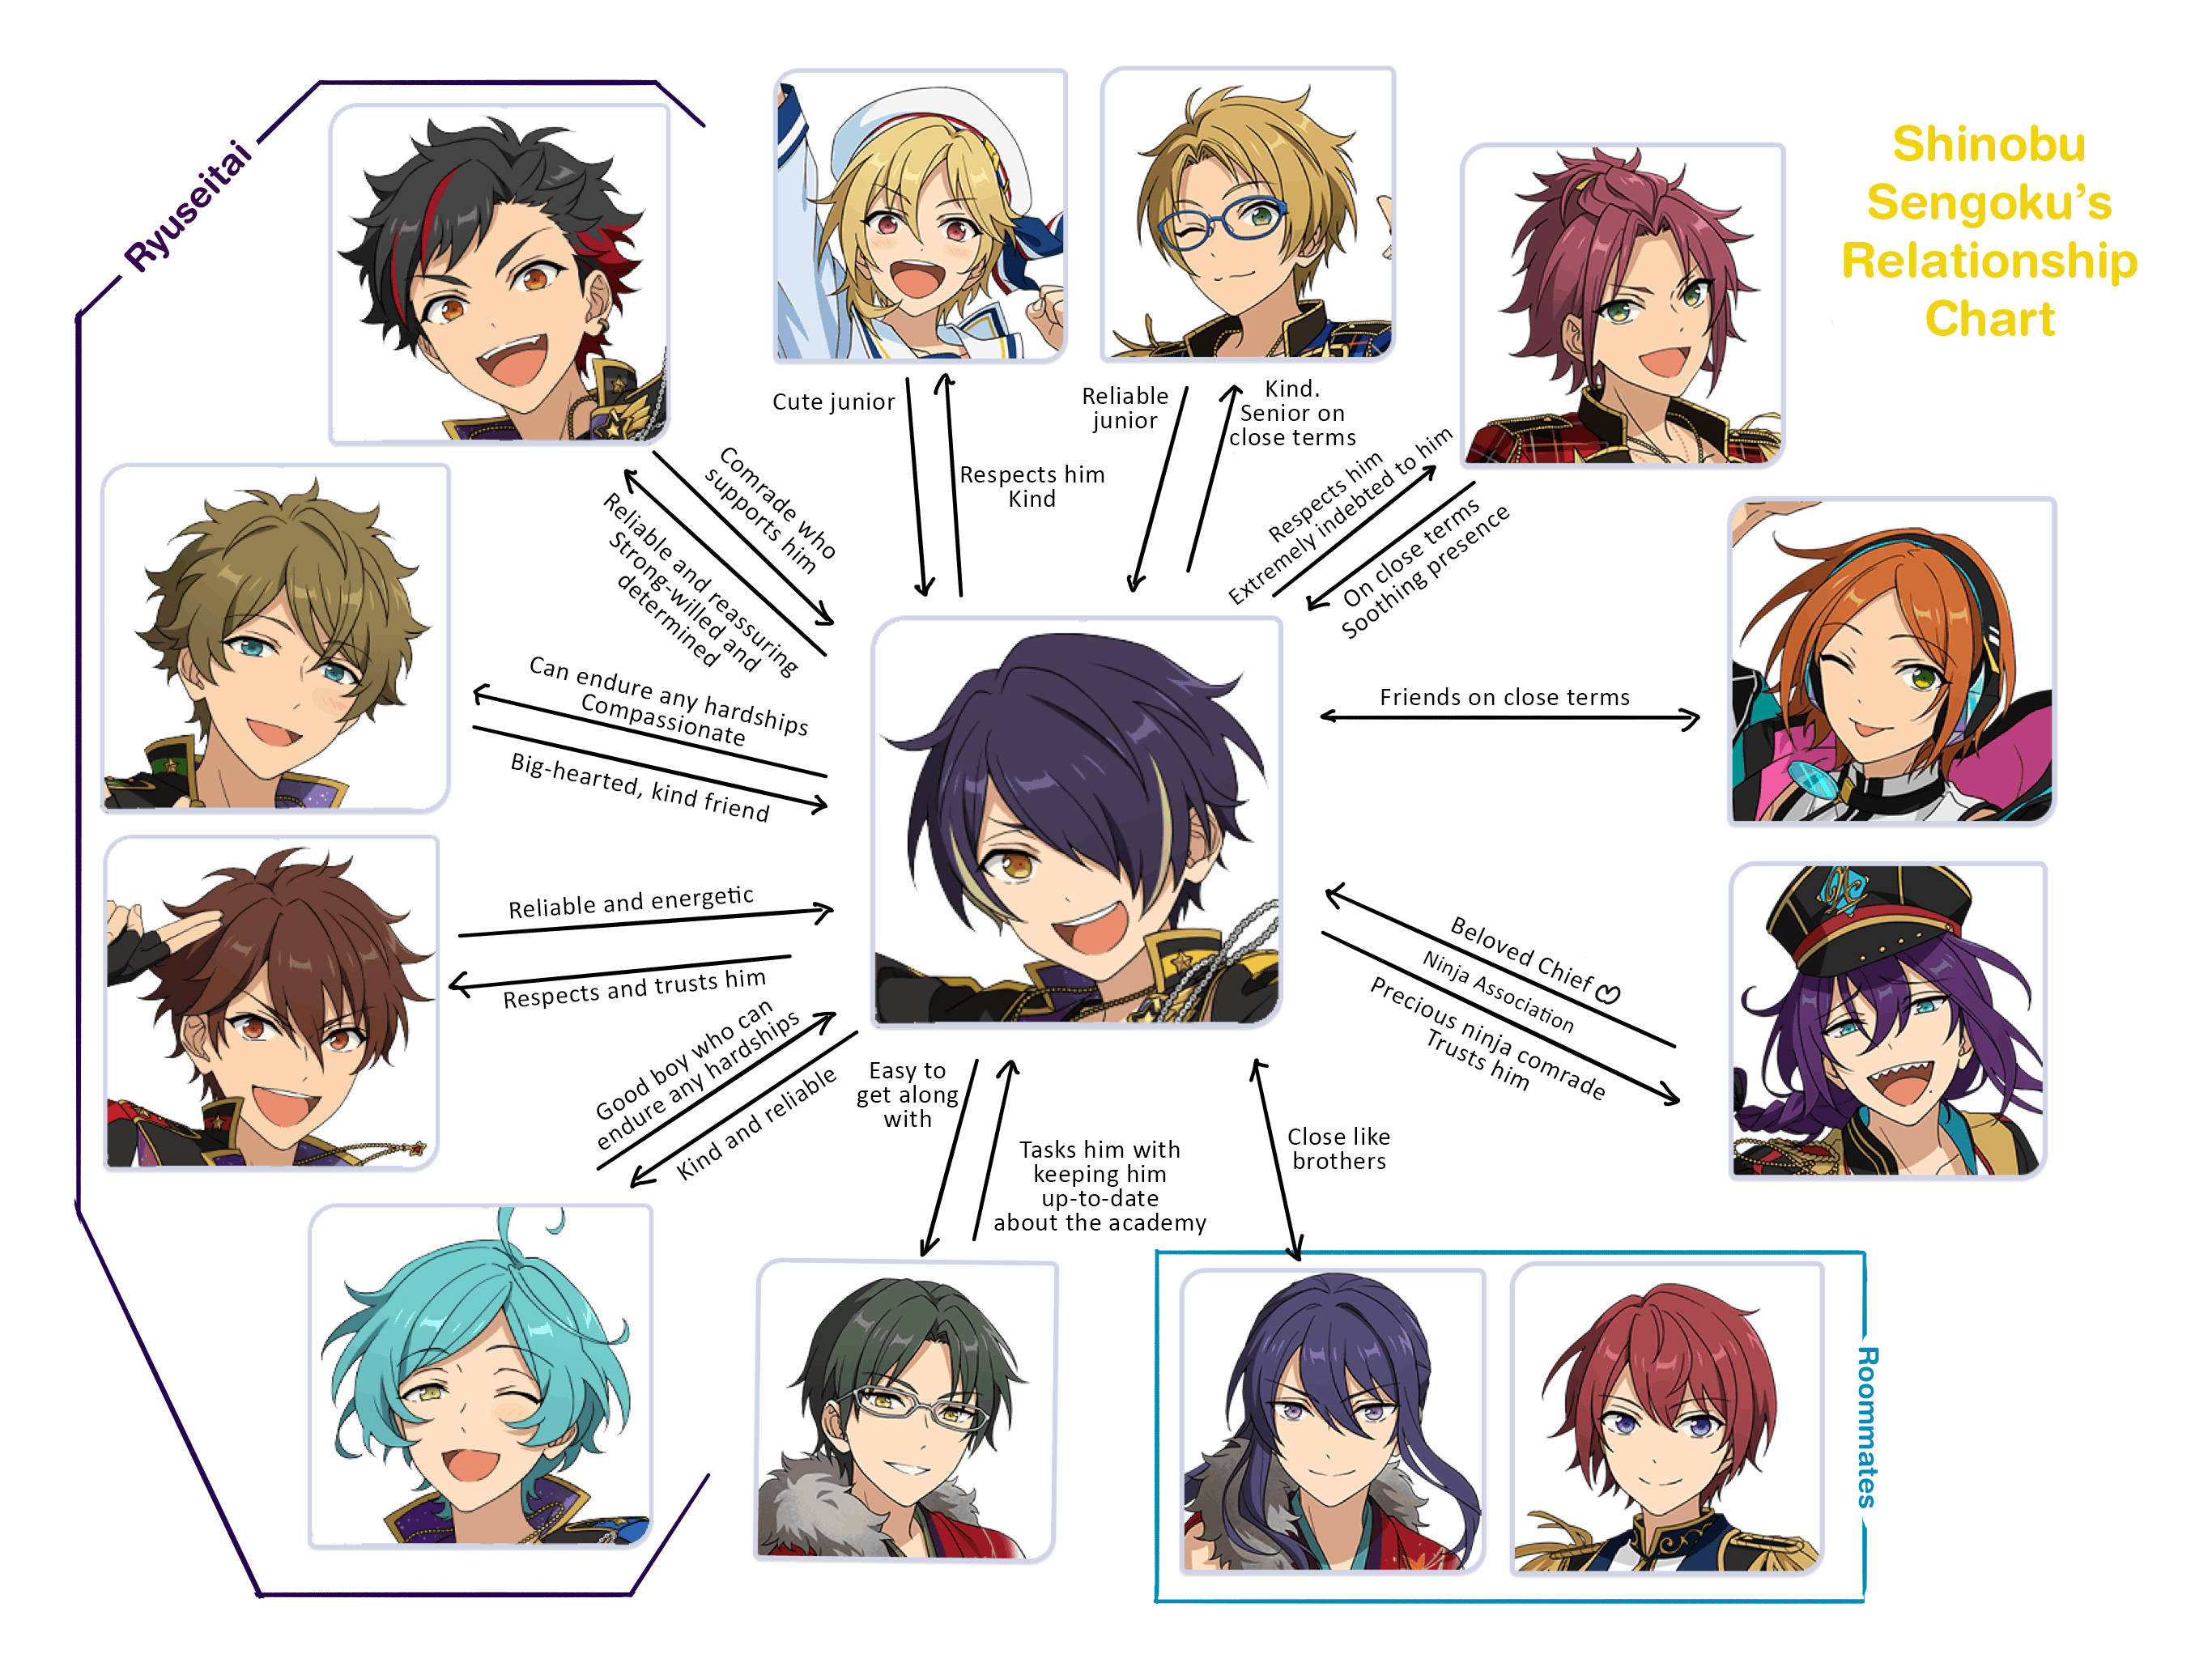 Shinobu
Sengoku's
Relationship
Chart
Ryuseitai
Cute junior
Respects him
Kind
Reliable
junior
Kind.
Senior on
close terms
Respects him
Extremely indebted to him
On close terms
Soothing presence
Comrade who
supports him
Reliable and reassuring
Strong-willed and
determined
Can endure any hardships
Compassionate
Big-hearted, kind friend
Friends on close terms
Reliable and energetic
Respects and trusts him
Beloved Chief ♡
Ninja Association
Precious ninja comrade
Trusts him
Good boy who can
endure any hardships
Kind and reliable
Easy to
get along
with
Tasks him with
keeping him
up-to-date
about the academy
Close like
brothers
Roommates